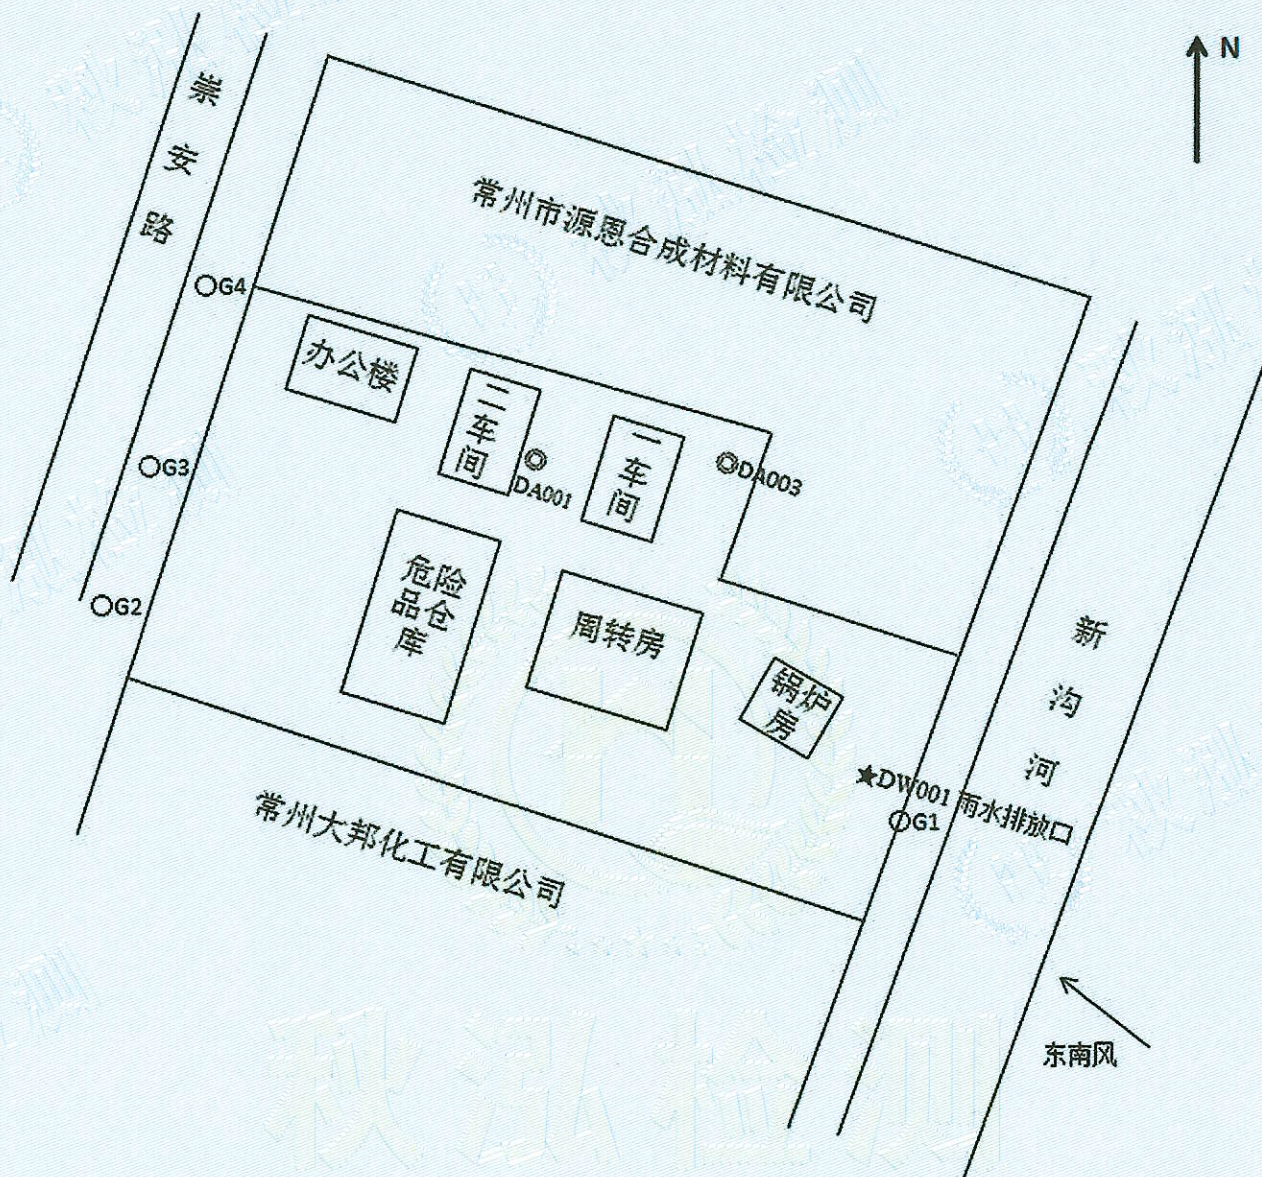 N
崇安路
常州市源恩合成材料有限公司
G4
办公楼
二车间
一车间
DA001
DA003
G3
危险
品仓
库
周转房
G2
锅炉
房
新沟河
DW001 雨水排放口
G1
常州大邦化工有限公司
东南风